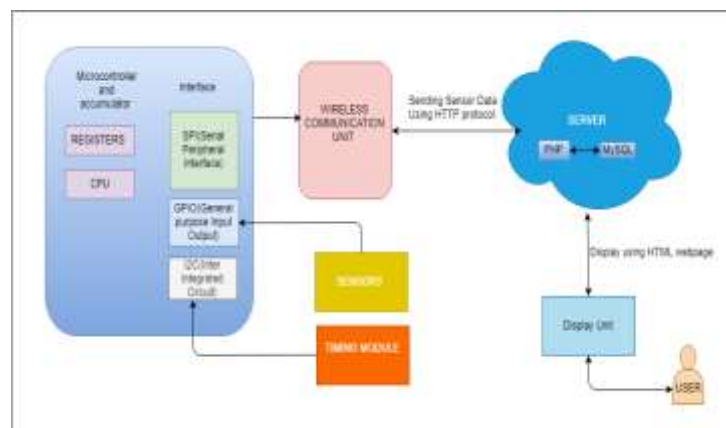 Microcontroller
and
accumulator
Interface
REGISTERS
CPU
SPI(Serial
Peripheral
Interface)
GPIO(General
purpose Input
Output)
I2C(Inter
Integrated
Circuit)
WIRELESS
COMMUNICATION
UNIT
SENSORS
TIMING MODULE
Sending Sensor Data
Using HTTP protocol
SERVER
PHP
MySQL
Display using HTML webpage
Display Unit
USER